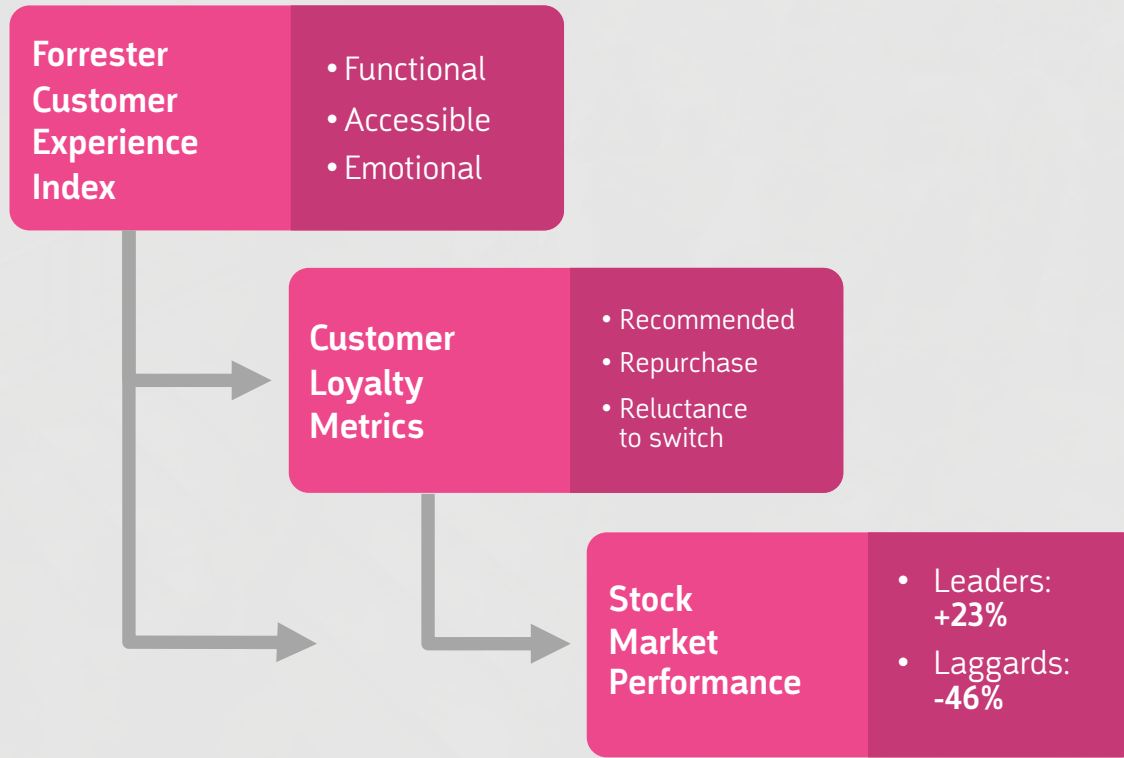 Forrester
Customer
Experience
Index
• Functional
• Accessible
• Emotional
Customer
Loyalty
Metrics
• Recommended
• Repurchase
• Reluctance
to switch
Stock
Market
Performance
• Leaders:
+23%
• Laggards:
-46%